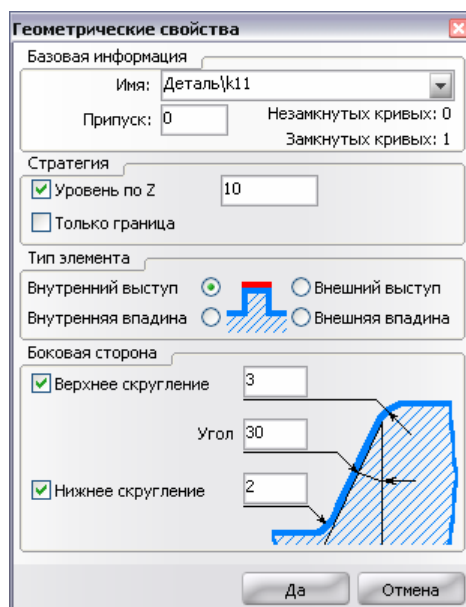 Геометрические свойства
Базовая информация
Имя: Деталь\k11
Припуск: 0 Незамкнутых кривых: 0
Замкнутых кривых: 1
Стратегия
Уровень по Z 10
Только граница
Тип элемента
Внутренний выступ Внешний выступ
Внутренняя впадина Внешняя впадина
Боковая сторона
Верхнее скругление 3
Угол 30
Нижнее скругление 2
Да Отмена